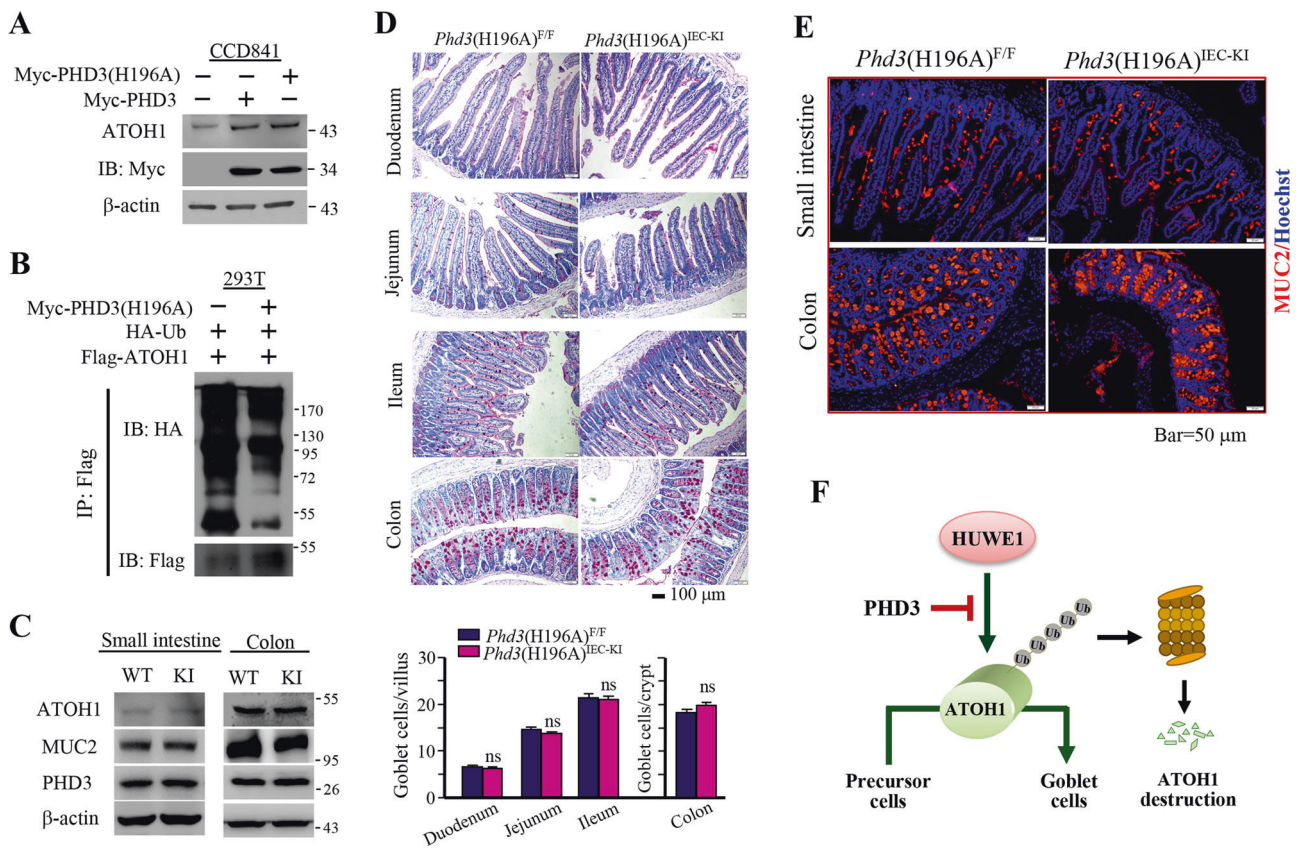 A
CCD841
Myc-PHD3(H196A) – – +
Myc-PHD3 – + –
ATOH1 -43
IB: Myc -34
β-actin -43
B
293T
Myc-PHD3(H196A) – +
HA-Ub + +
Flag-ATOH1 + +
IP: Flag
IB: HA
-170
-130
-95
-72
-55
IB: Flag
-55
C
Small intestine Colon
WT KI WT KI
ATOH1 -55
MUC2 -95
PHD3 -26
β-actin -43
D
Phd3(H196A)F/F Phd3(H196A)IEC-KI
Duodenum
Jejunum
Ileum
Colon
100 μm
Phd3(H196A)F/F
Phd3(H196A)IEC-KI
Goblet cells/villus
30
20
10
0
ns ns ns
Duodenum Jejunum Ileum
Goblet cells/crypt
ns
Colon
E
Phd3(H196A)F/F Phd3(H196A)IEC-KI
Small intestine
Colon
MUC2/Hoechst
Bar=50 μm
F
HUWE1
PHD3
Ub Ub Ub Ub Ub
ATOH1
Precursor
cells
Goblet
cells
ATOH1
destruction